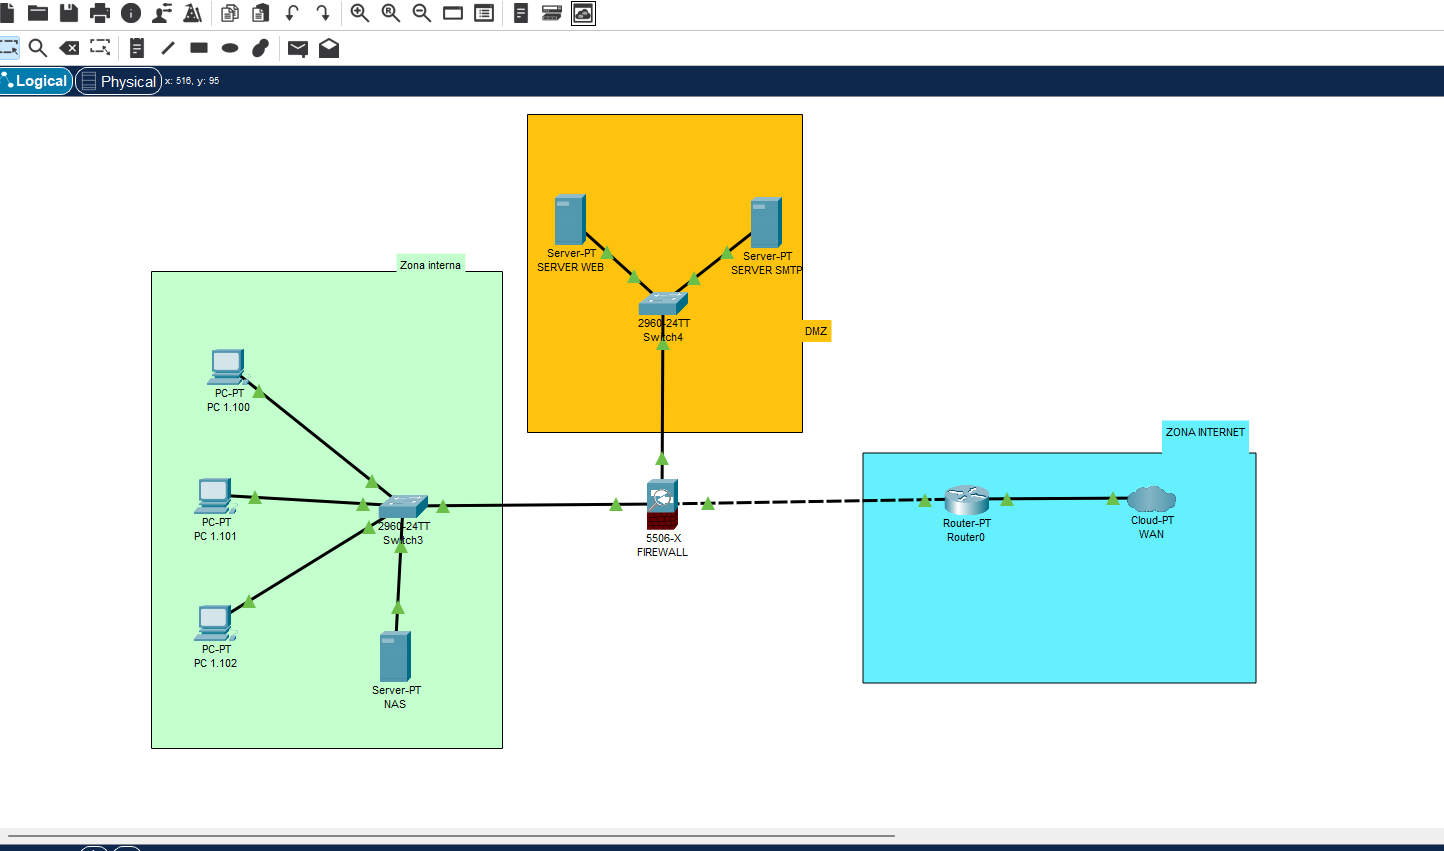 Logical
Physical
x: 516, y: 95
Server-PT
SERVER WEB
Server-PT
SERVER SMTP
Zona interna
2960-24TT
Switch4
DMZ
PC-PT
PC 1.100
ZONA INTERNET
PC-PT
PC 1.101
2960-24TT
Switch3
5506-X
FIREWALL
Router-PT
Router0
Cloud-PT
WAN
PC-PT
PC 1.102
Server-PT
NAS